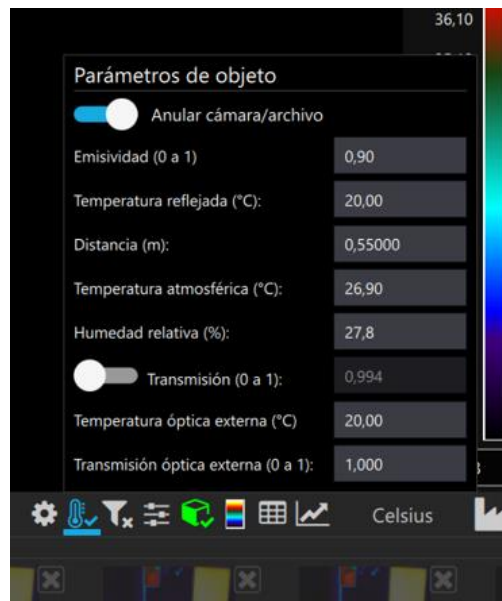 36,10
Parámetros de objeto
Anular cámara/archivo
Emisividad (0 a 1) 0,90
Temperatura reflejada (°C): 20,00
Distancia (m): 0,55000
Temperatura atmosférica (°C): 26,90
Humedad relativa (%): 27,8
Transmisión (0 a 1): 0,994
Temperatura óptica externa (°C) 20,00
Transmisión óptica externa (0 a 1): 1,000
Celsius